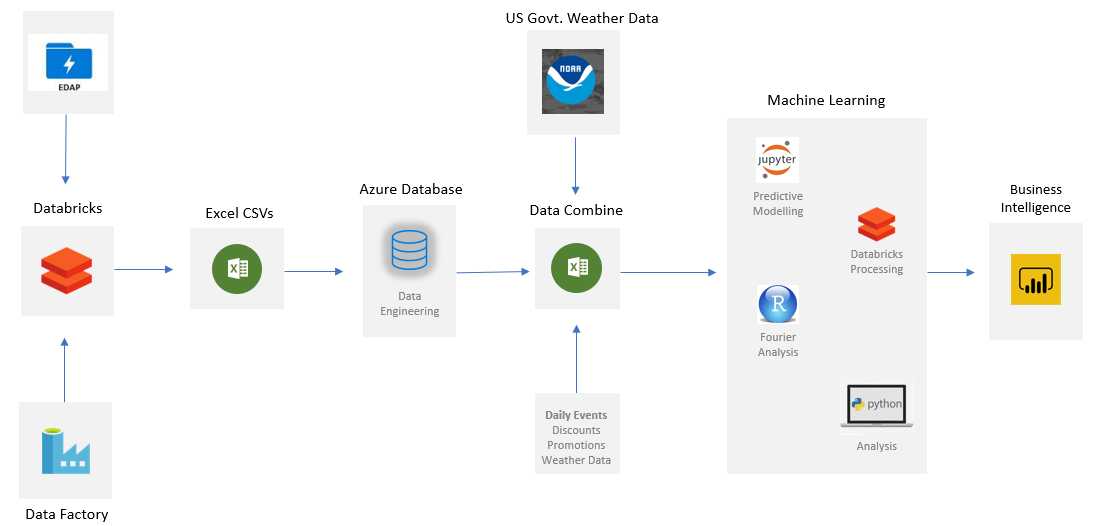 US Govt. Weather Data
EDAP
NOAA
Machine Learning
jupyter
Predictive
Modelling
Databricks
Excel CSVs
Azure Database
Data
Engineering
Data Combine
Databricks
Processing
R
Fourier
Analysis
python
Analysis
Business
Intelligence
Daily Events
Discounts
Promotions
Weather Data
Data Factory